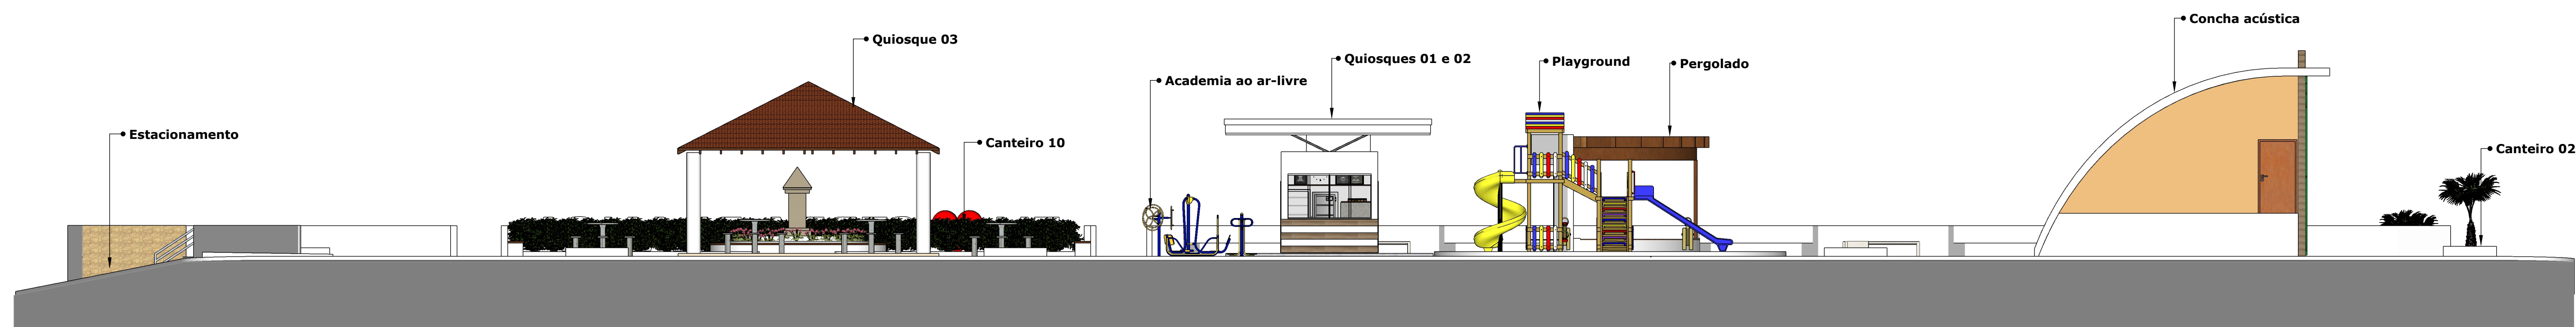 Estacionamento
Quiosque 03
Canteiro 10
Academia ao ar-livre
Quiosques 01 e 02
Playground
Pergolado
Concha acústica
Canteiro 02